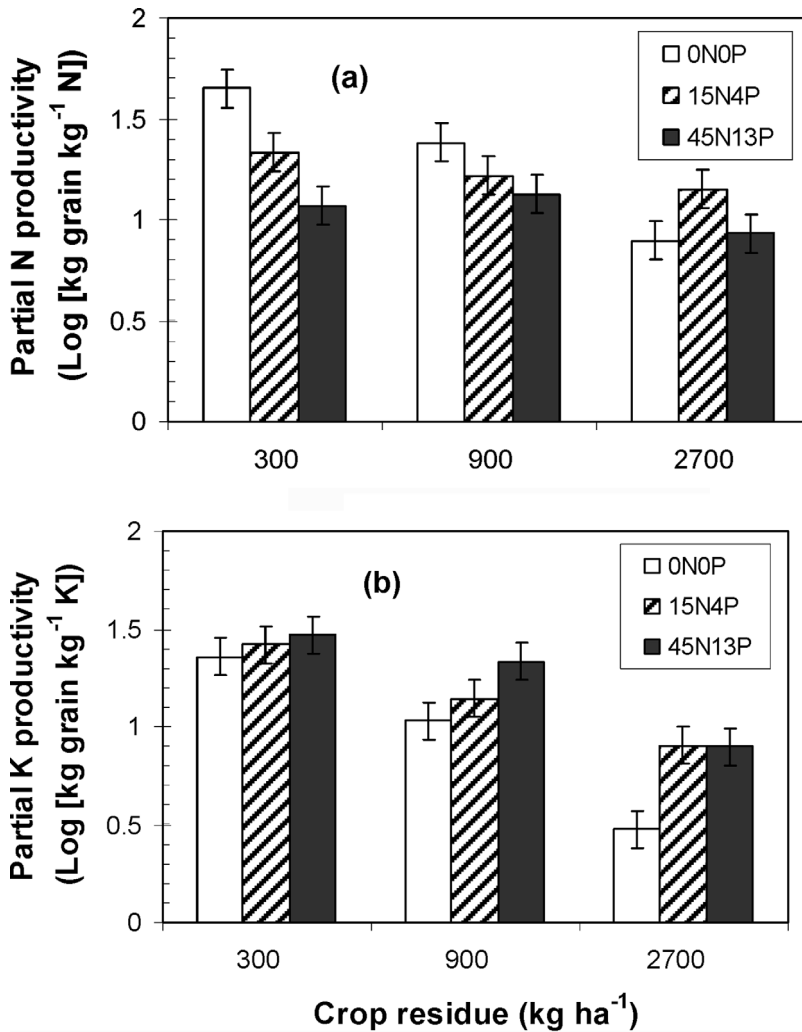 Partial N productivity
(Log [kg grain kg⁻¹ N])
2
1.5
1
0.5
0
(a)
0N0P
15N4P
45N13P
300 900 2700
Partial K productivity
(Log [kg grain kg⁻¹ K])
2
1.5
1
0.5
0
(b)
0N0P
15N4P
45N13P
300 900 2700
Crop residue (kg ha⁻¹)